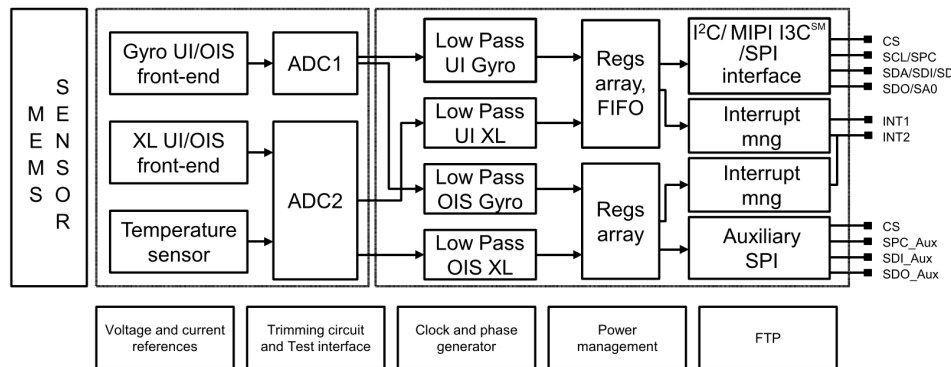 MEMS
SENSOR
Gyro UI/OIS
front-end
XL UI/OIS
front-end
Temperature
sensor
ADC1
ADC2
Low Pass
UI Gyro
Low Pass
UI XL
Low Pass
OIS Gyro
Low Pass
OIS XL
Regs
array,
FIFO
Regs
array
I²C/ MIPI I3C℠
/SPI
interface
Interrupt
mng
Interrupt
mng
Auxiliary
SPI
CS
SCL/SPC
SDA/SDI/SD
SDO/SA0
INT1
INT2
CS
SPC_Aux
SDI_Aux
SDO_Aux
Voltage and current
references
Trimming circuit
and Test interface
Clock and phase
generator
Power
management
FTP